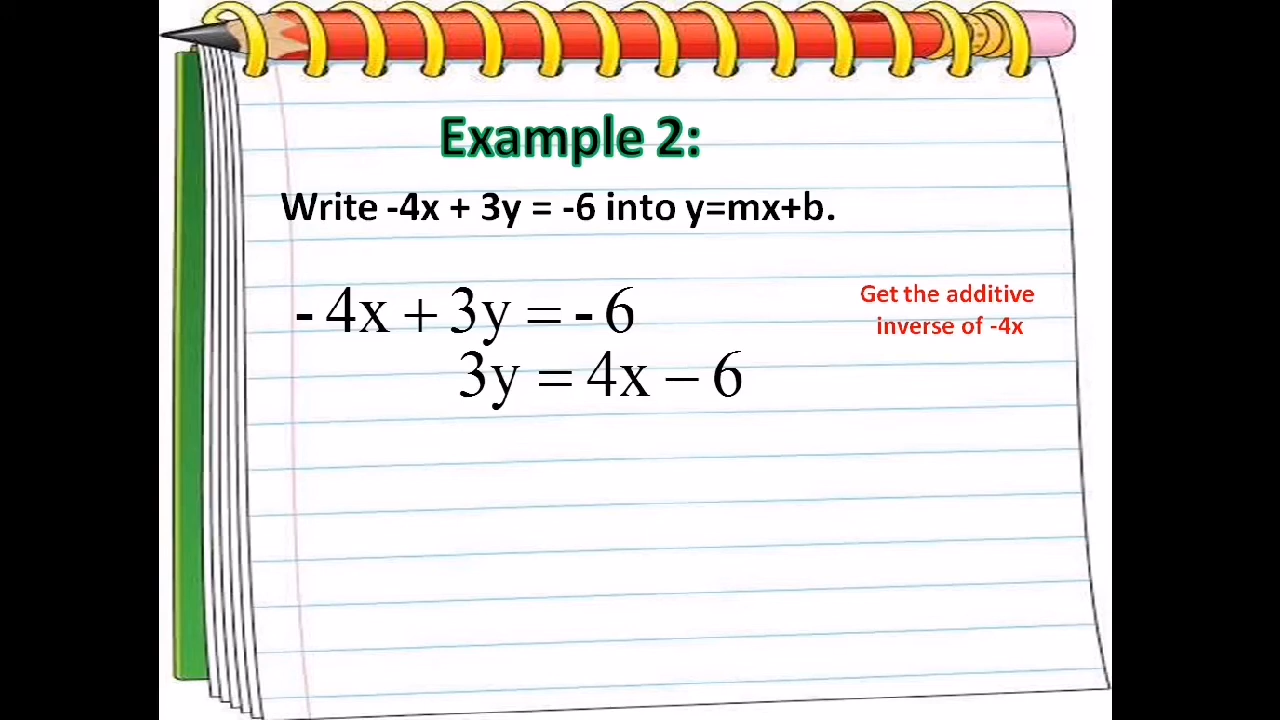 Example 2:
Write -4x + 3y = -6 into y=mx+b.
- 4x + 3y = - 6
Get the additive
inverse of -4x
3y = 4x – 6